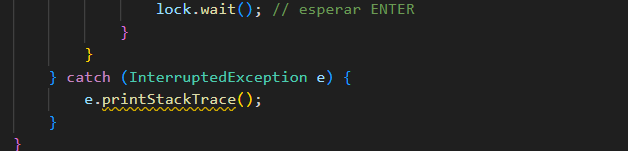 lock.wait(); // esperar ENTER
}
}
} catch (InterruptedException e) {
e.printStackTrace();
}
}